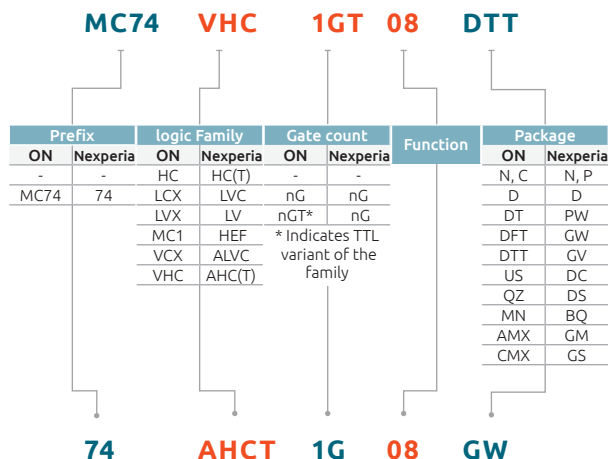 MC74 VHC 1GT 08 DTT
Prefix logic Family Gate count Function Package
ON Nexperia ON Nexperia ON Nexperia ON Nexperia
- - HC HC(T) - - N, C N, P
MC74 74 LCX LVC nG nG D D
LVX LV nGT* nG DT PW
MC1 HEF * Indicates TTL DFT GW
VCX ALVC variant of the DTT GV
VHC AHC(T) family US DC
QZ DS
MN BQ
AMX GM
CMX GS
74 AHCT 1G 08 GW